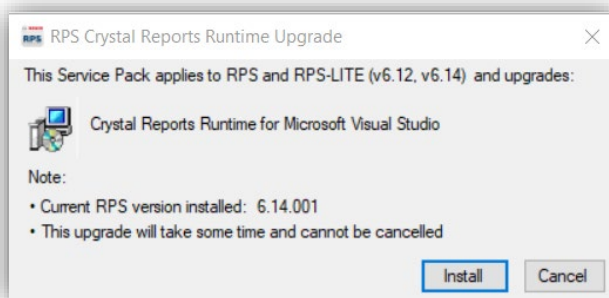 RPS
RPS Crystal Reports Runtime Upgrade
This Service Pack applies to RPS and RPS-LITE (v6.12, v6.14) and upgrades:
Crystal Reports Runtime for Microsoft Visual Studio
Note:
• Current RPS version installed: 6.14.001
• This upgrade will take some time and cannot be cancelled
Install
Cancel